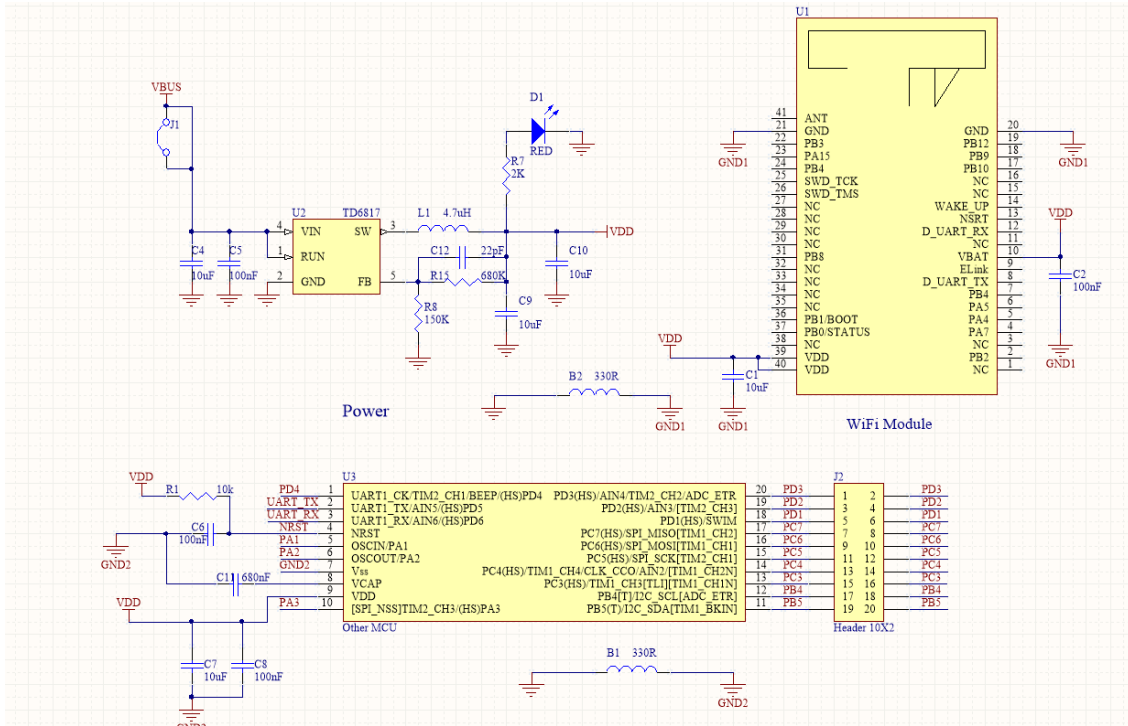 VBUS
J1
C4
10uF
C5
100nF
U2 TD6817
4 VIN SW 3
1 RUN
2 GND FB 5
L1 4.7uH
C12 22pF
R15 680K
R8
150K
D1
RED
R7
2K
VDD
C10
10uF
C9
10uF
B2 330R
GND1
Power
U1
41 ANT
21 GND
22 PB3
23 PA15
24 PB4
25 SWD_TCK
26 SWD_TMS
27 NC
28 NC
29 NC
30 NC
31 PB8
32 NC
33 NC
34 NC
35 NC
36 PB1/BOOT
37 PB0/STATUS
38 NC
39 VDD
40 VDD
GND 20
PB12 19
PB9 18
PB10 17
NC 16
NC 15
WAKE_UP 14
NSRT 13
D_UART_RX 12
NC 11
VBAT 10
ELink 9
D_UART_TX 8
PB4 7
PA5 6
PA4 5
PA7 4
NC 3
PB2 2
NC 1
GND1
GND1
VDD
C2
100nF
GND1
VDD
C1
10uF
GND1
WiFi Module
VDD
R1 10k
C6
100nF
GND2
C11 680nF
VDD
C7
10uF
C8
100nF
GND2
U3
PD4 1 UART1_CK/TIM2_CH1/BEEP/(HS)PD4
UART_TX 2 UART1_TX/AIN5/(HS)PD5
UART_RX 3 UART1_RX/AIN6/(HS)PD6
NRST 4 NRST
PA1 5 OSCIN/PA1
PA2 6 OSCOUT/PA2
GND2 7 Vss
8 VCAP
9 VDD
PA3 10 [SPI_NSS]TIM2_CH3/(HS)PA3
PD3(HS)/AIN4/TIM2_CH2/ADC_ETR 20 PD3
PD2(HS)/AIN3/[TIM2_CH3] 19 PD2
PD1(HS)/SWIM 18 PD1
PC7(HS)/SPI_MISO[TIM1_CH2] 17 PC7
PC6(HS)/SPI_MOSI[TIM1_CH1] 16 PC6
PC5(HS)/SPI_SCK[TIM2_CH1] 15 PC5
PC4(HS)/TIM1_CH4/CLK_CCO/AIN2/[TIM1_CH2N] 14 PC4
PC3(HS)/TIM1_CH3[TLI][TIM1_CH1N] 13 PC3
PB4[T]/I2C_SCL[ADC_ETR] 12 PB4
PB5(T)/I2C_SDA[TIM1_BKIN] 11 PB5
Other MCU
J2
1 2 PD3
3 4 PD2
5 6 PD1
7 8 PC7
9 10 PC6
11 12 PC5
13 14 PC4
15 16 PC3
17 18 PB4
19 20 PB5
Header 10X2
B1 330R
GND2